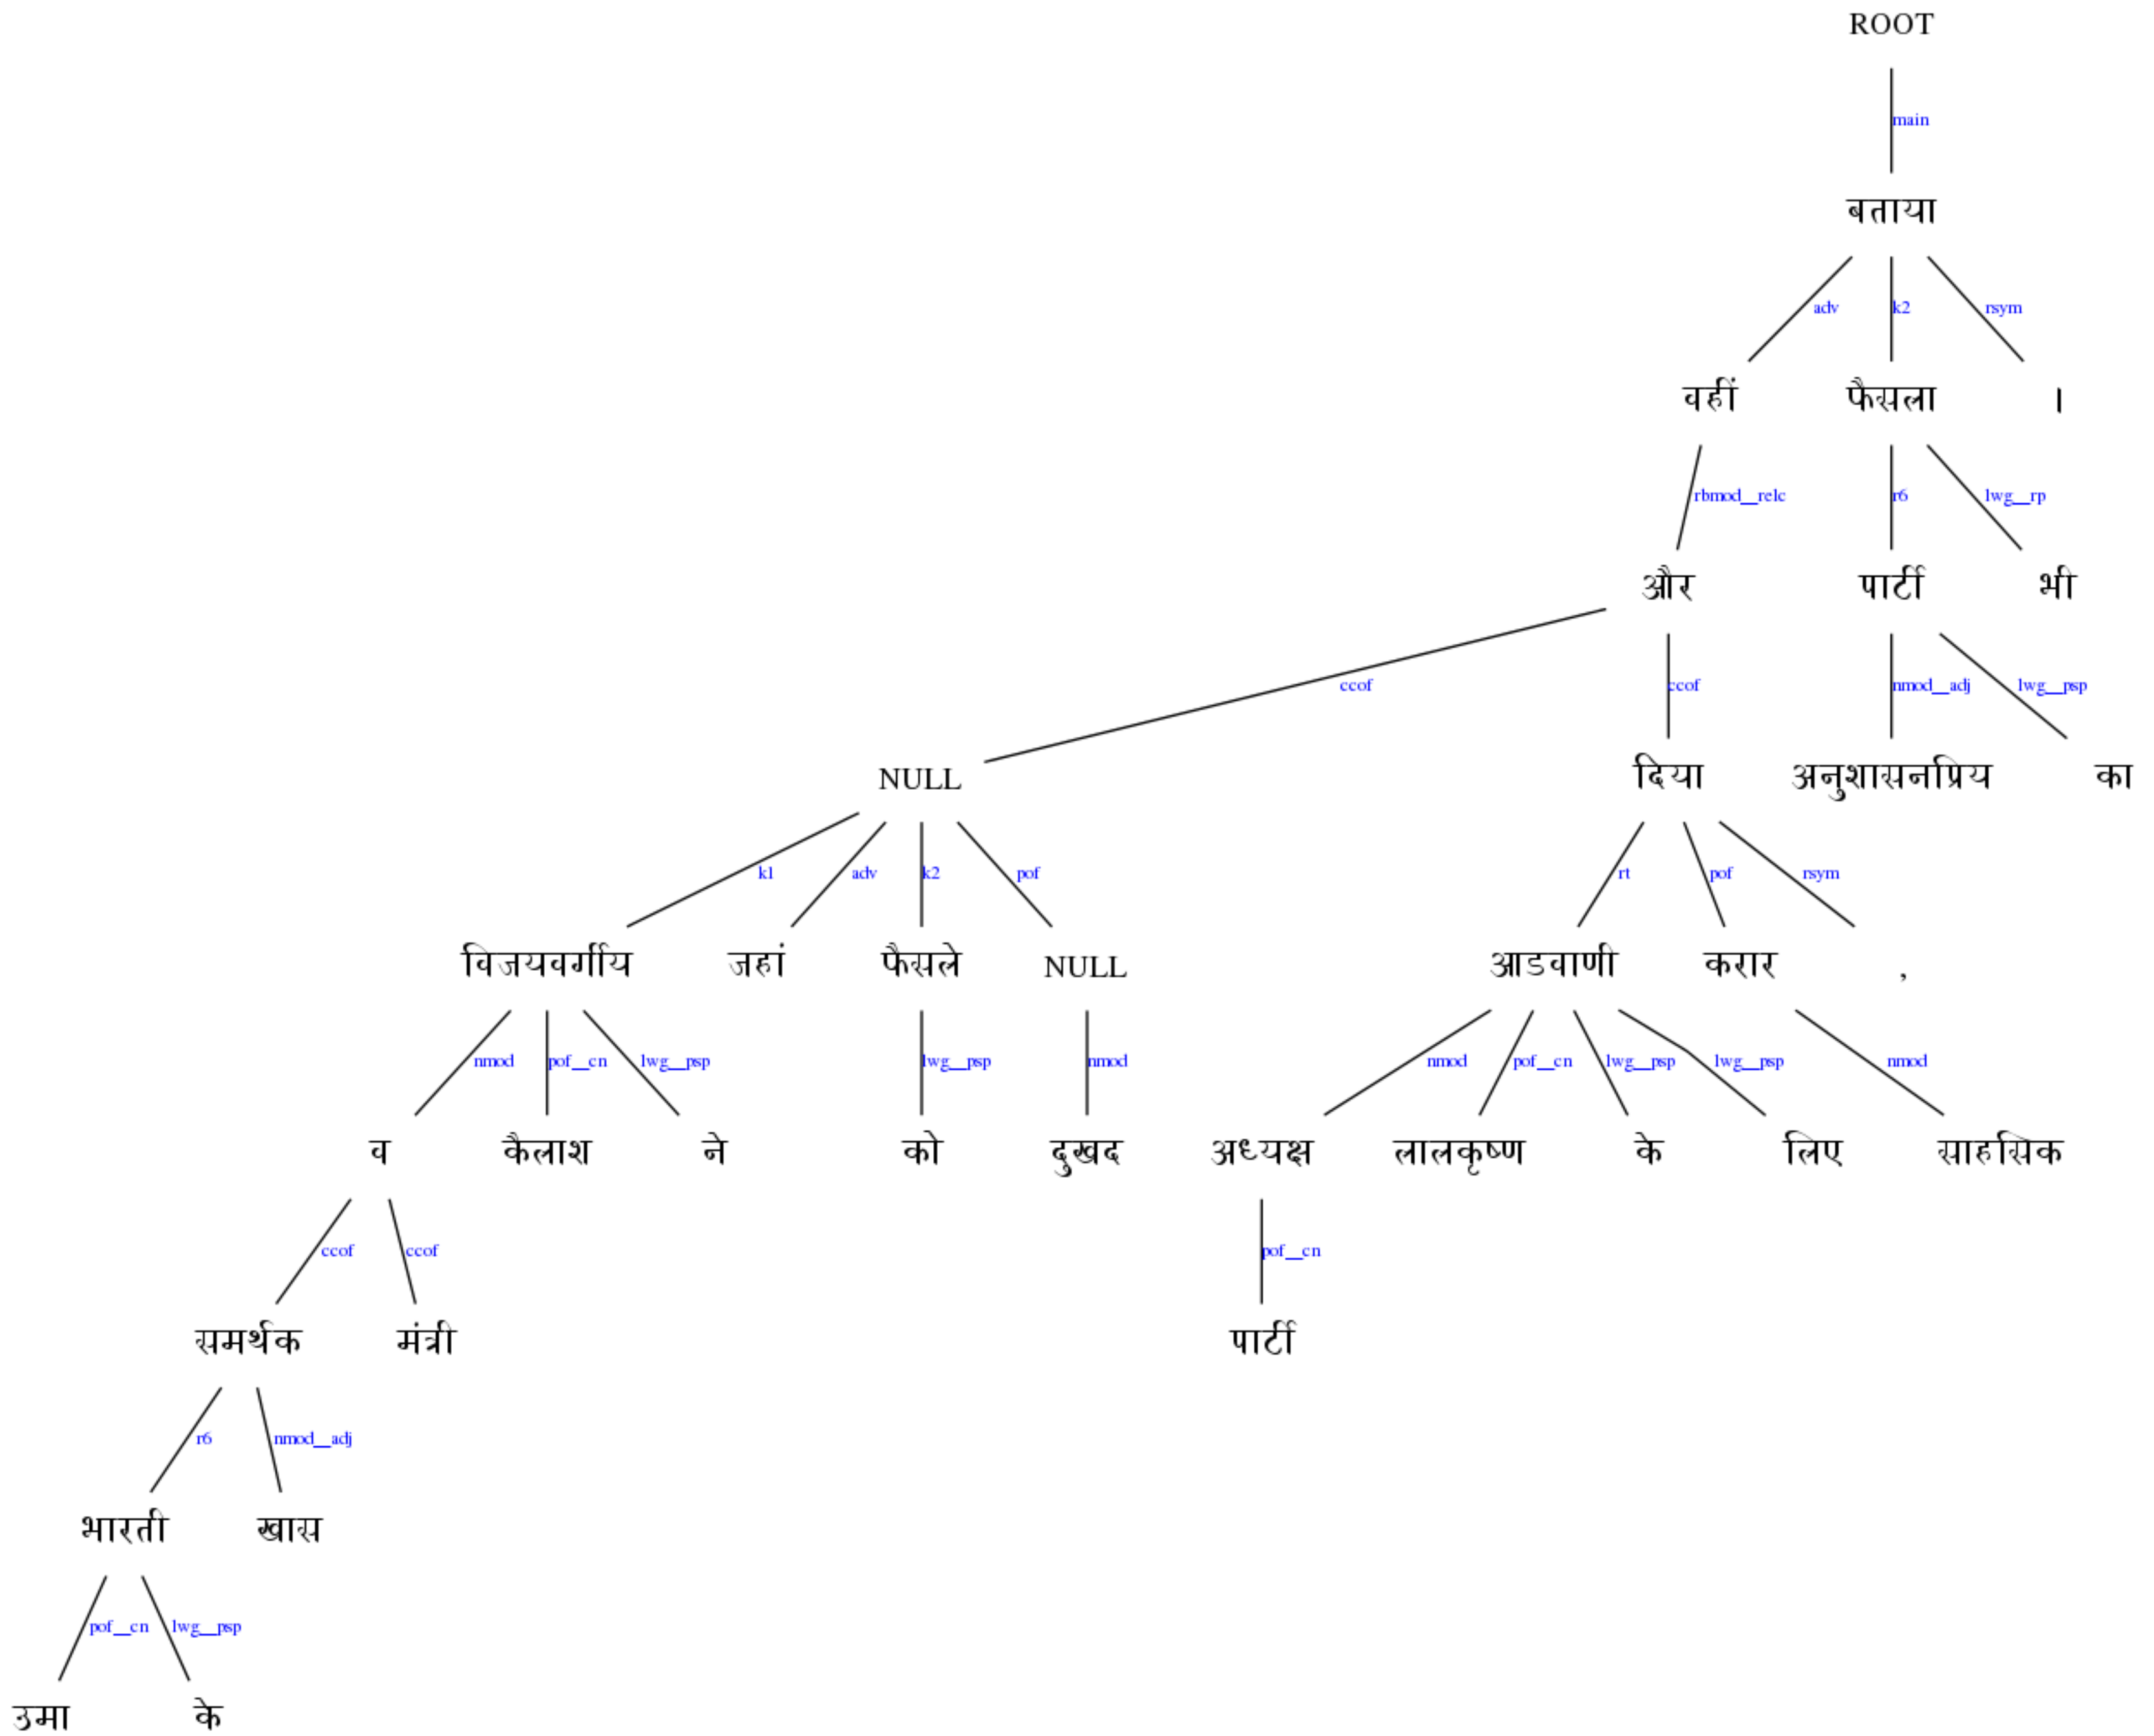 ROOT
main
बताया
adv k2 rsym
वहीं फैसला ।
rbmod__relc r6 lwg__rp
और पार्टी भी
ccof ccof nmod__adj lwg__psp
NULL दिया अनुशासनप्रिय का
k1 adv k2 pof rt pof rsym
विजयवर्गीय जहां फैसले NULL आडवाणी करार ,
nmod pof__cn lwg__psp lwg__psp nmod nmod pof__cn lwg__psp lwg__psp nmod
व कैलाश ने को दुखद अध्यक्ष लालकृष्ण के लिए साहसिक
ccof ccof pof__cn
समर्थक मंत्री पार्टी
r6 nmod__adj
भारती खास
pof__cn lwg__psp
उमा के